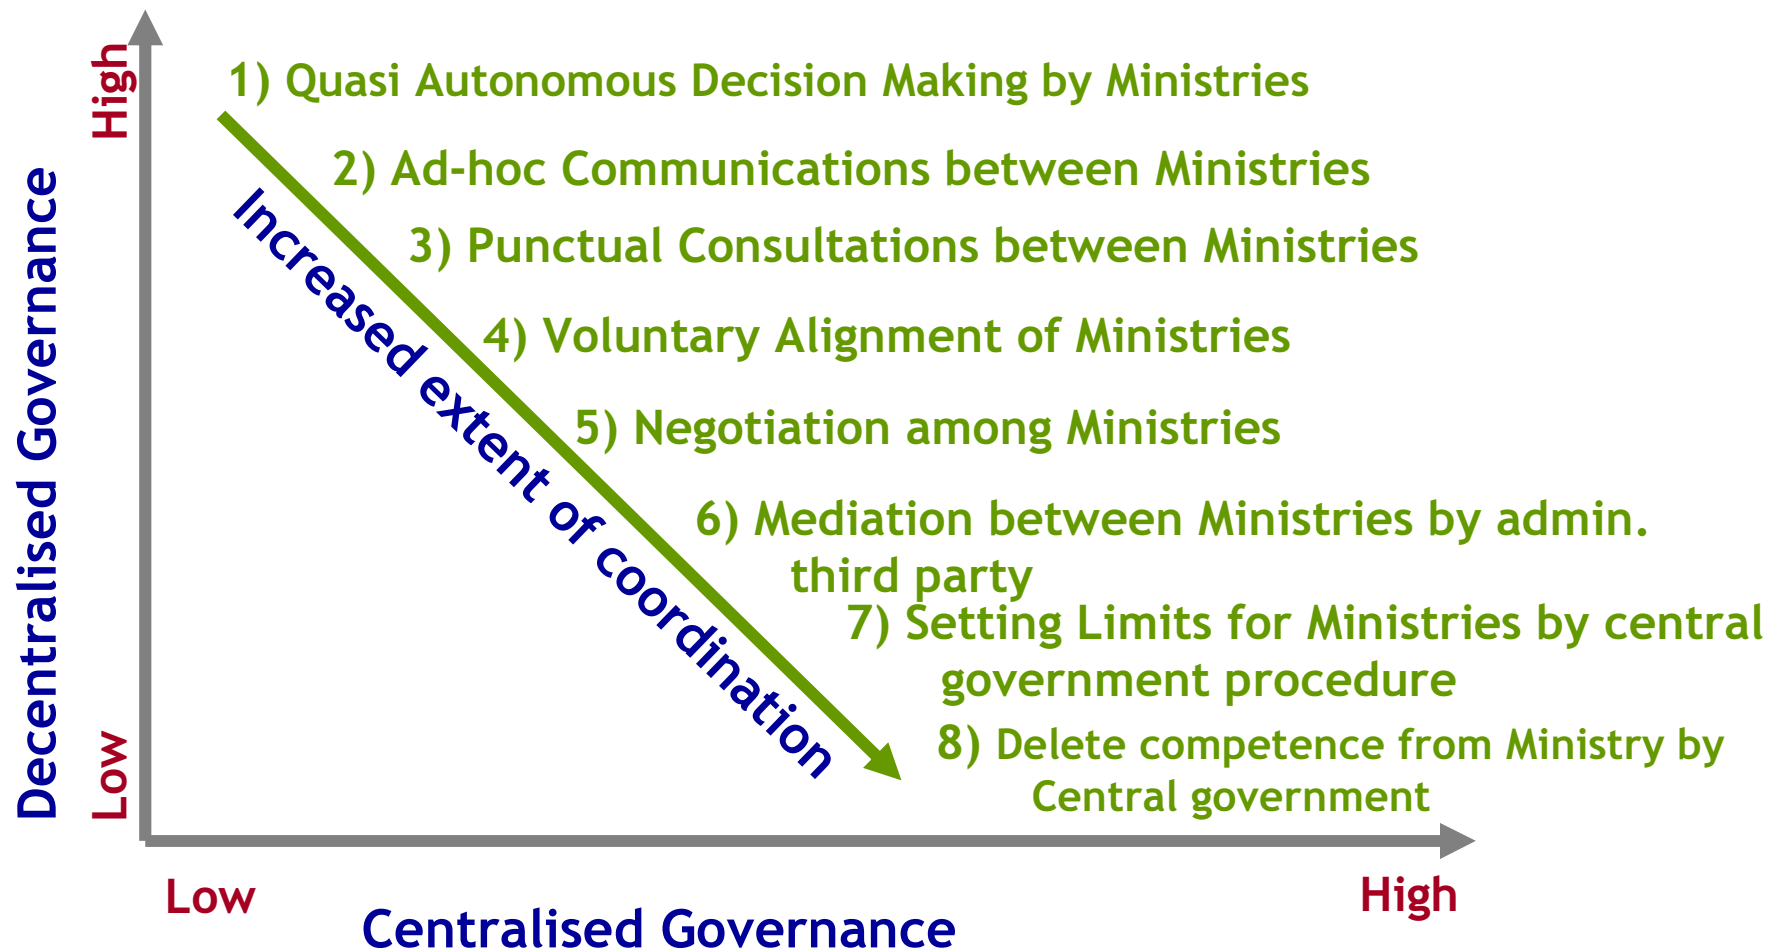 High
1) Quasi Autonomous Decision Making by Ministries
2) Ad-hoc Communications between Ministries
3) Punctual Consultations between Ministries
4) Voluntary Alignment of Ministries
5) Negotiation among Ministries
6) Mediation between Ministries by admin.
third party
7) Setting Limits for Ministries by central
government procedure
8) Delete competence from Ministry by
Central government
Increased extent of coordination
Decentralised Governance
Low
Low
High
Centralised Governance